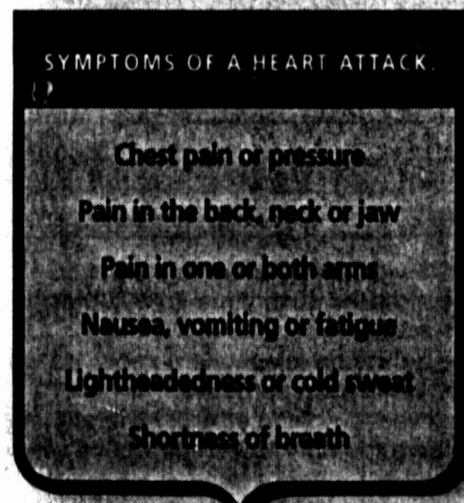 SYMPTOMS OF A HEART ATTACK.
Chest pain or pressure
Pain in the back, neck or jaw
Pain in one or both arms
Nausea, vomiting or fatigue
Lightheadedness or cold sweat
Shortness of breath